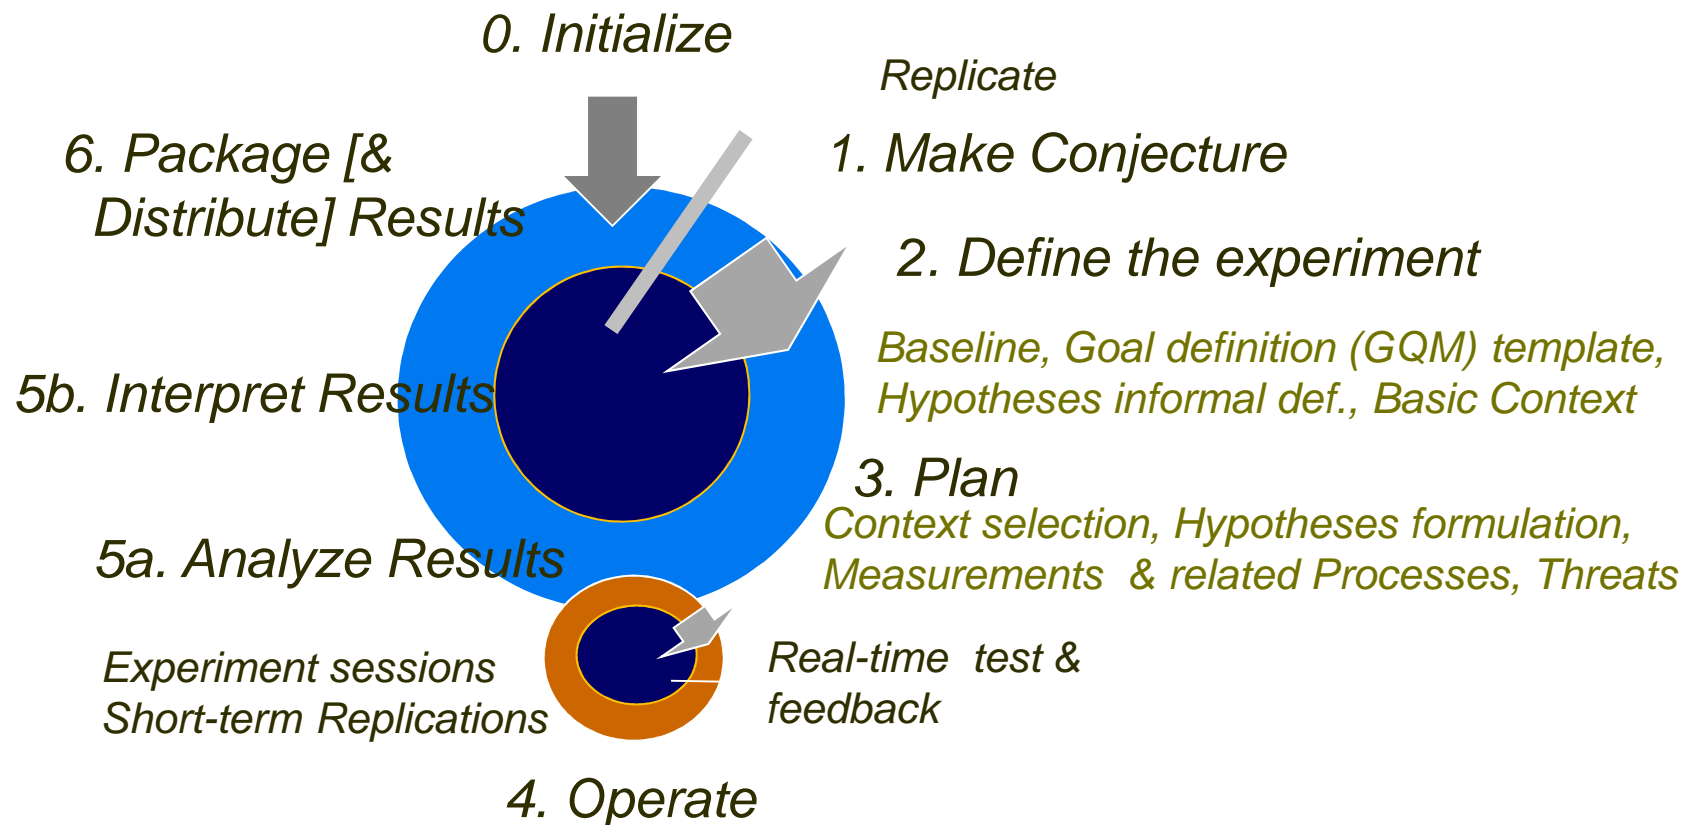 0. Initialize
Replicate
6. Package [&
Distribute] Results
1. Make Conjecture
2. Define the experiment
Baseline, Goal definition (GQM) template,
Hypotheses informal def., Basic Context
5b. Interpret Results
3. Plan
Context selection, Hypotheses formulation,
Measurements & related Processes, Threats
5a. Analyze Results
Experiment sessions
Short-term Replications
Real-time test &
feedback
4. Operate